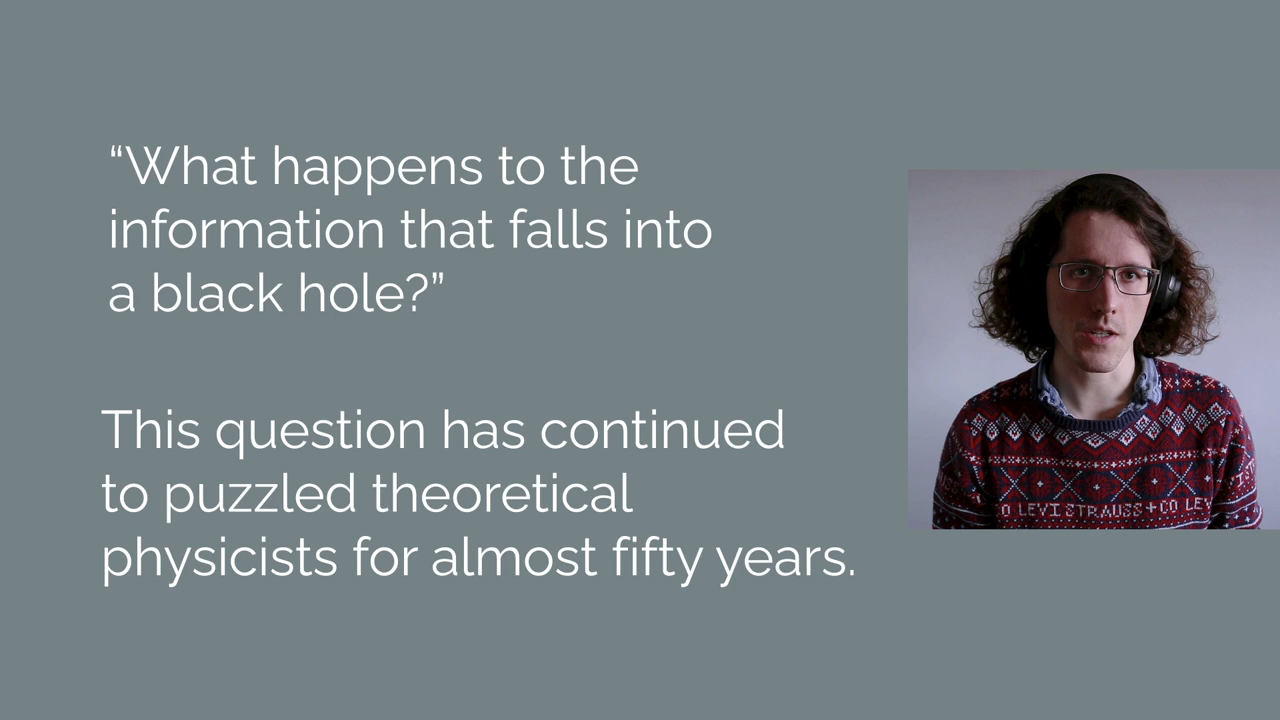 “What happens to the
information that falls into
a black hole?”
This question has continued
to puzzled theoretical
physicists for almost fifty years.
O LEVI STRAUSS + CO LE